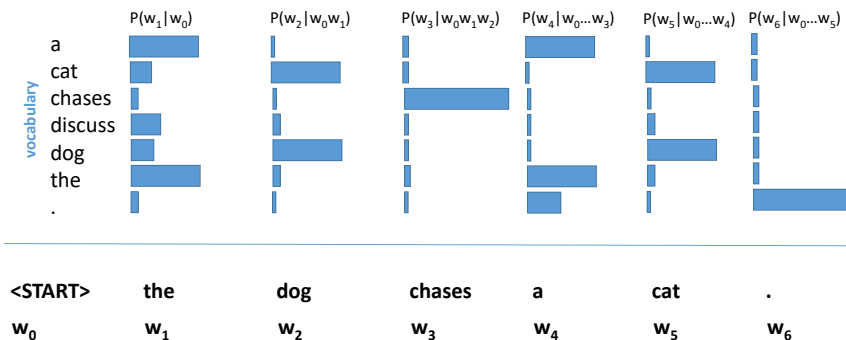 P(w₁|w₀) P(w₂|w₀w₁) P(w₃|w₀w₁w₂) P(w₄|w₀...w₃) P(w₅|w₀...w₄) P(w₆|w₀...w₅)
vocabulary
a
cat
chases
discuss
dog
the
.
<START> the dog chases a cat .
w₀ w₁ w₂ w₃ w₄ w₅ w₆